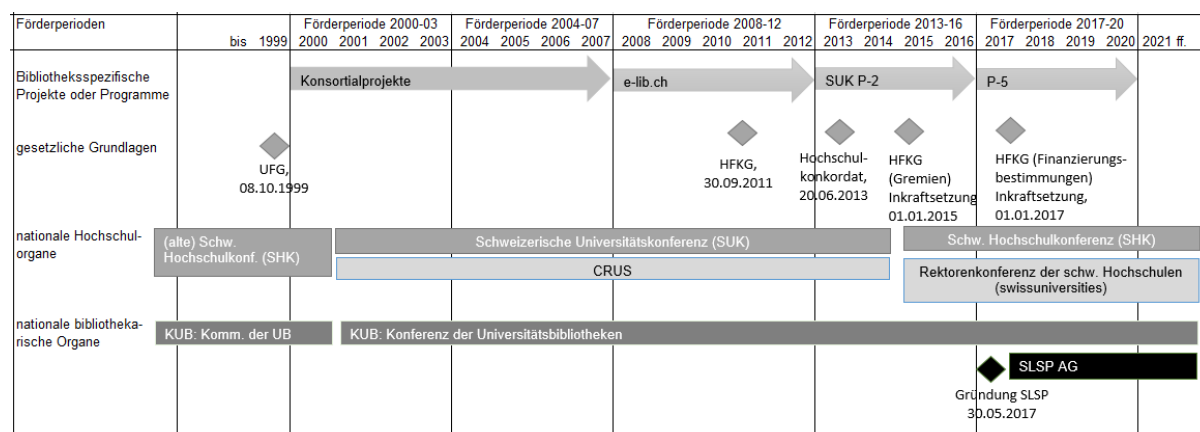 Förderperioden
Förderperiode 2000-03 Förderperiode 2004-07 Förderperiode 2008-12 Förderperiode 2013-16 Förderperiode 2017-20
bis 1999 2000 2001 2002 2003 2004 2005 2006 2007 2008 2009 2010 2011 2012 2013 2014 2015 2016 2017 2018 2019 2020 2021 ff.
Bibliotheksspezifische
Projekte oder Programme
Konsortialprojekte
e-lib.ch
SUK P-2
P-5
gesetzliche Grundlagen
UFG,
08.10.1999
HFKG,
30.09.2011
Hochschul-
konkordat,
20.06.2013
HFKG
(Gremien)
Inkraftsetzung
01.01.2015
HFKG (Finanzierungs-
bestimmungen)
Inkraftsetzung,
01.01.2017
nationale Hochschul-
organe
(alte) Schw.
Hochschulkonf. (SHK)
Schweizerische Universitätskonferenz (SUK)
Schw. Hochschulkonferenz (SHK)
CRUS
Rektorenkonferenz der schw. Hochschulen
(swissuniversities)
nationale bibliotheka-
rische Organe
KUB: Komm. der UB
KUB: Konferenz der Universitätsbibliotheken
SLSP AG
Gründung SLSP
30.05.2017